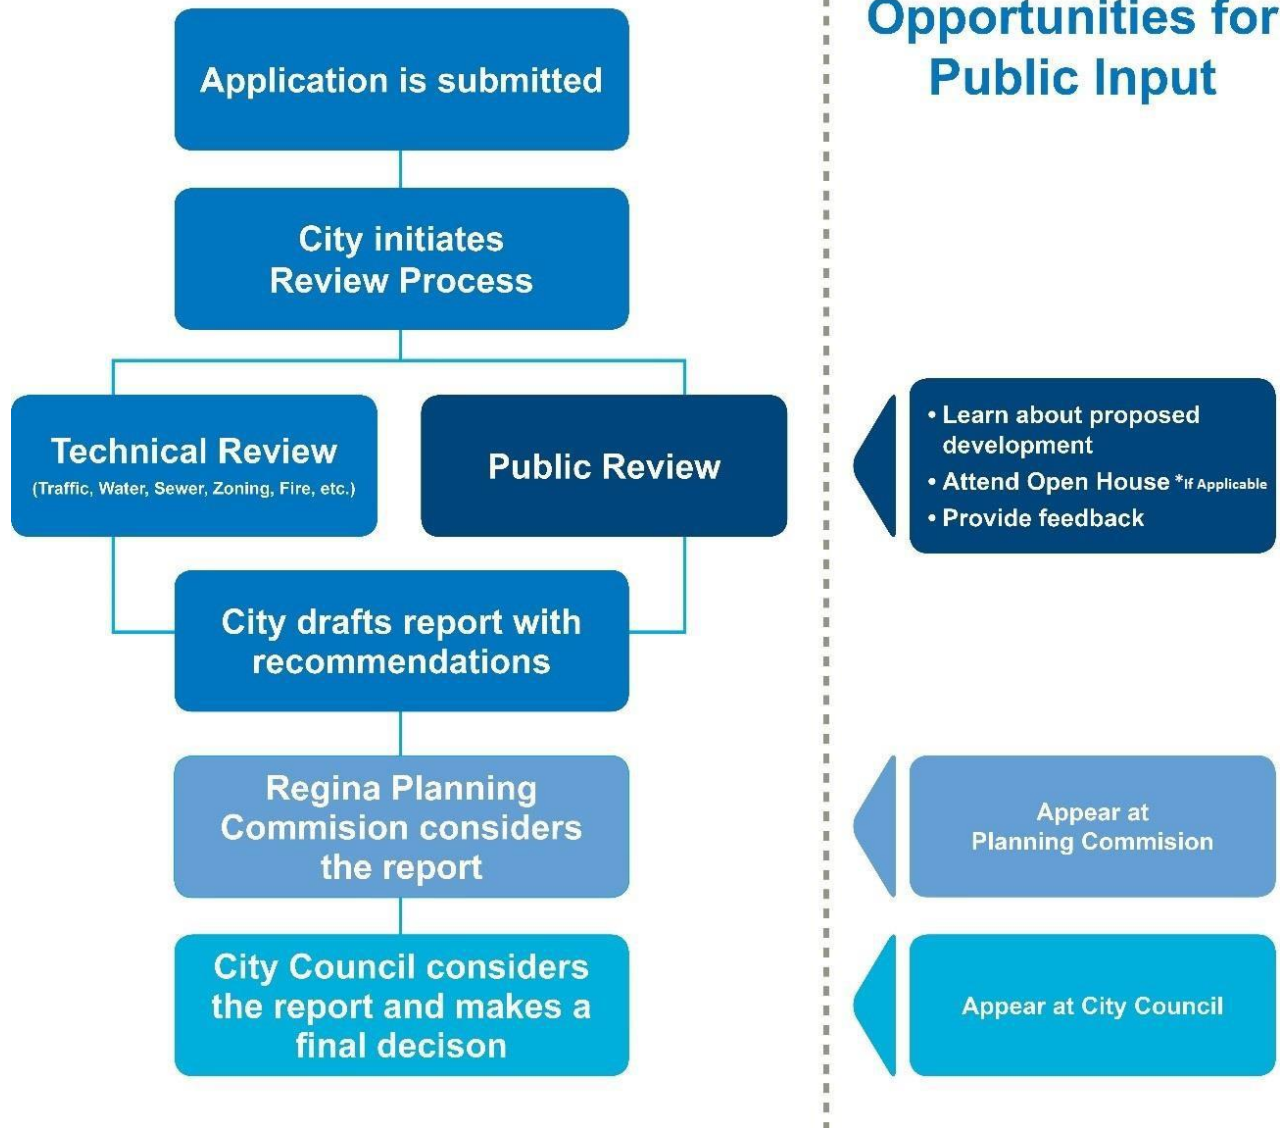 Opportunities for
Public Input
Application is submitted
City initiates
Review Process
Technical Review
(Traffic, Water, Sewer, Zoning, Fire, etc.)
Public Review
• Learn about proposed
development
• Attend Open House *If Applicable
• Provide feedback
City drafts report with
recommendations
Regina Planning
Commision considers
the report
Appear at
Planning Commision
City Council considers
the report and makes a
final decison
Appear at City Council